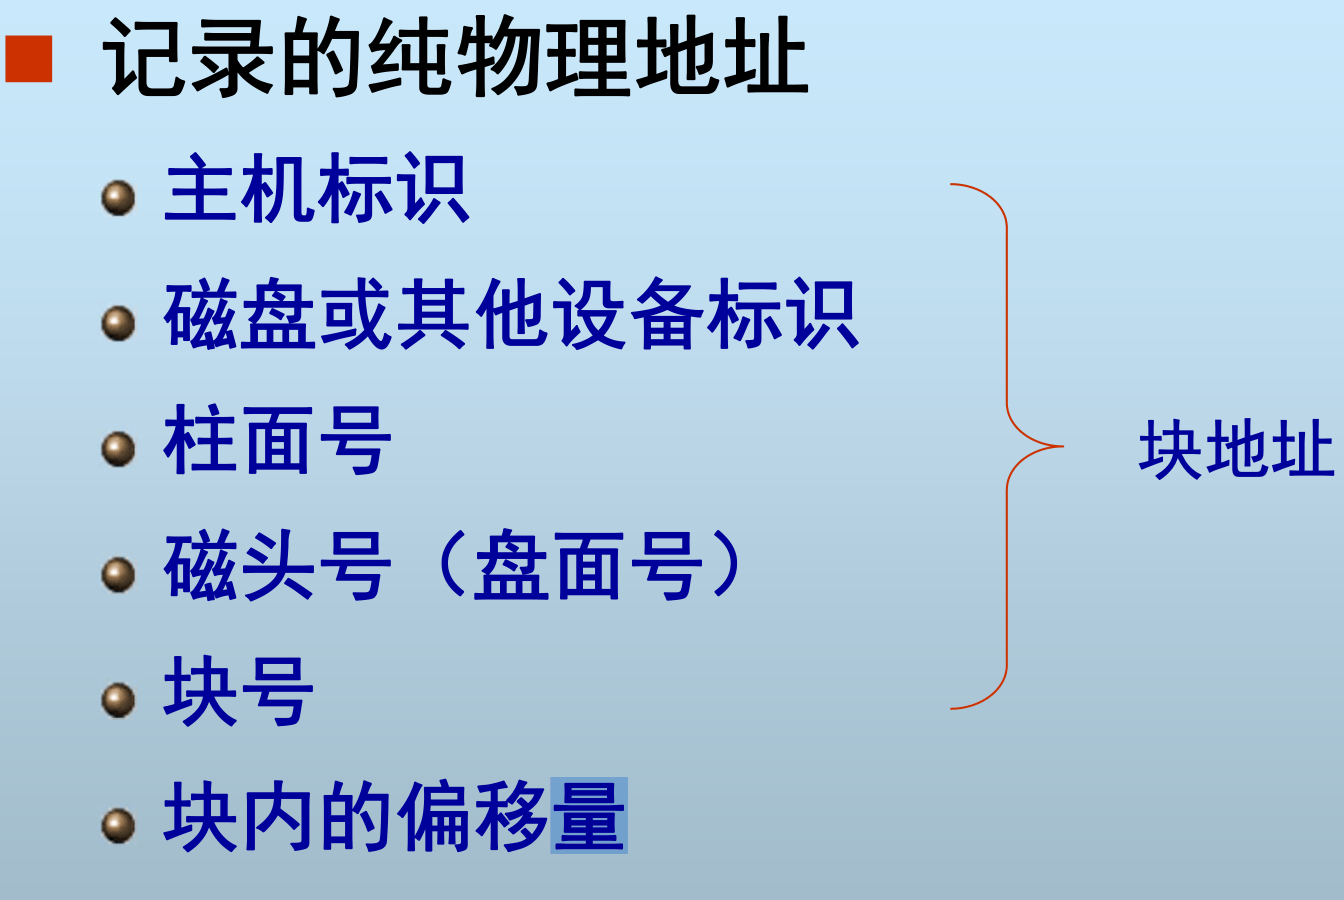 记录的纯物理地址
主机标识
磁盘或其他设备标识
柱面号
磁头号（盘面号）
块号
块内的偏移量
块地址